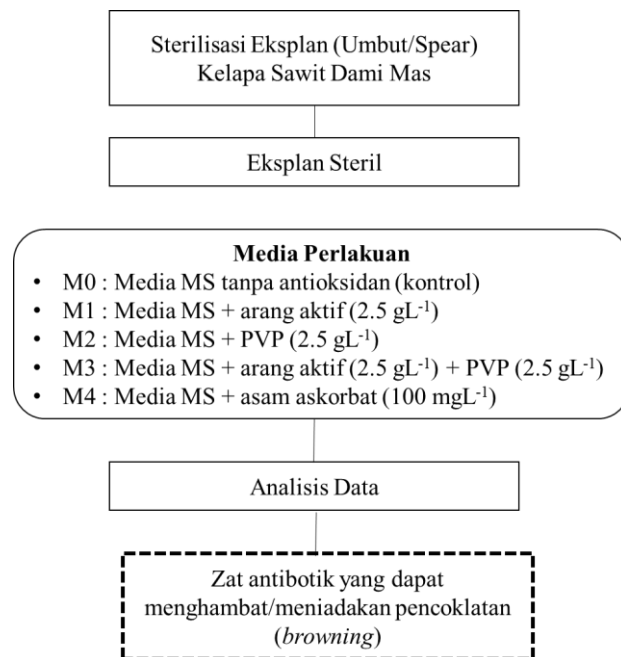 Sterilisasi Eksplan (Umbut/Spear)
Kelapa Sawit Dami Mas
Eksplan Steril
Media Perlakuan
• M0 : Media MS tanpa antioksidan (kontrol)
• M1 : Media MS + arang aktif (2.5 gL⁻¹)
• M2 : Media MS + PVP (2.5 gL⁻¹)
• M3 : Media MS + arang aktif (2.5 gL⁻¹) + PVP (2.5 gL⁻¹)
• M4 : Media MS + asam askorbat (100 mgL⁻¹)
Analisis Data
Zat antibotik yang dapat
menghambat/meniadakan pencoklatan
(browning)